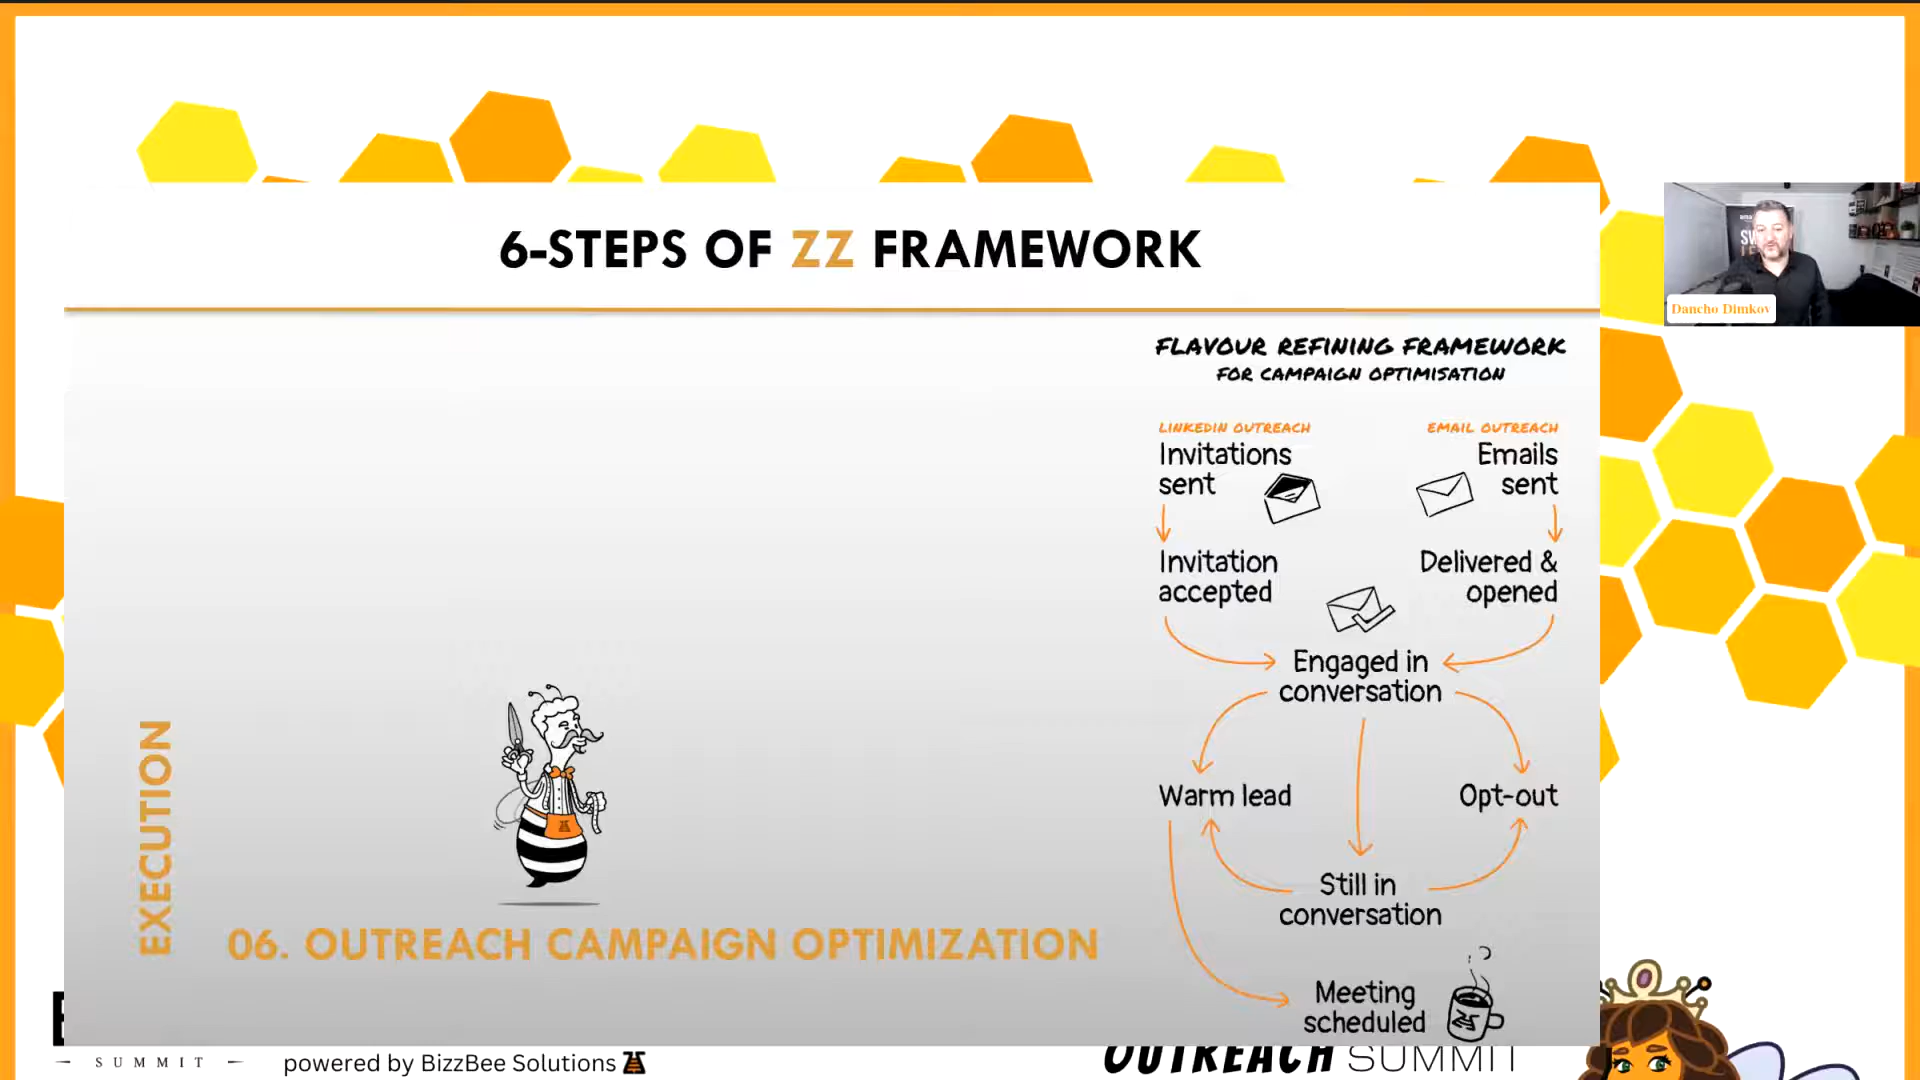 6-STEPS OF ZZ FRAMEWORK
Dancho Dimkov
FLAVOUR REFINING FRAMEWORK
FOR CAMPAIGN OPTIMISATION
LINKEDIN OUTREACH
EMAIL OUTREACH
Invitations
sent
Emails
sent
Invitation
accepted
Delivered &
opened
Engaged in
conversation
Warm lead
Opt-out
Still in
conversation
Meeting
scheduled
EXECUTION
06. OUTREACH CAMPAIGN OPTIMIZATION
SUMMIT
powered by BizzBee Solutions
OUTREACH SUMMIT